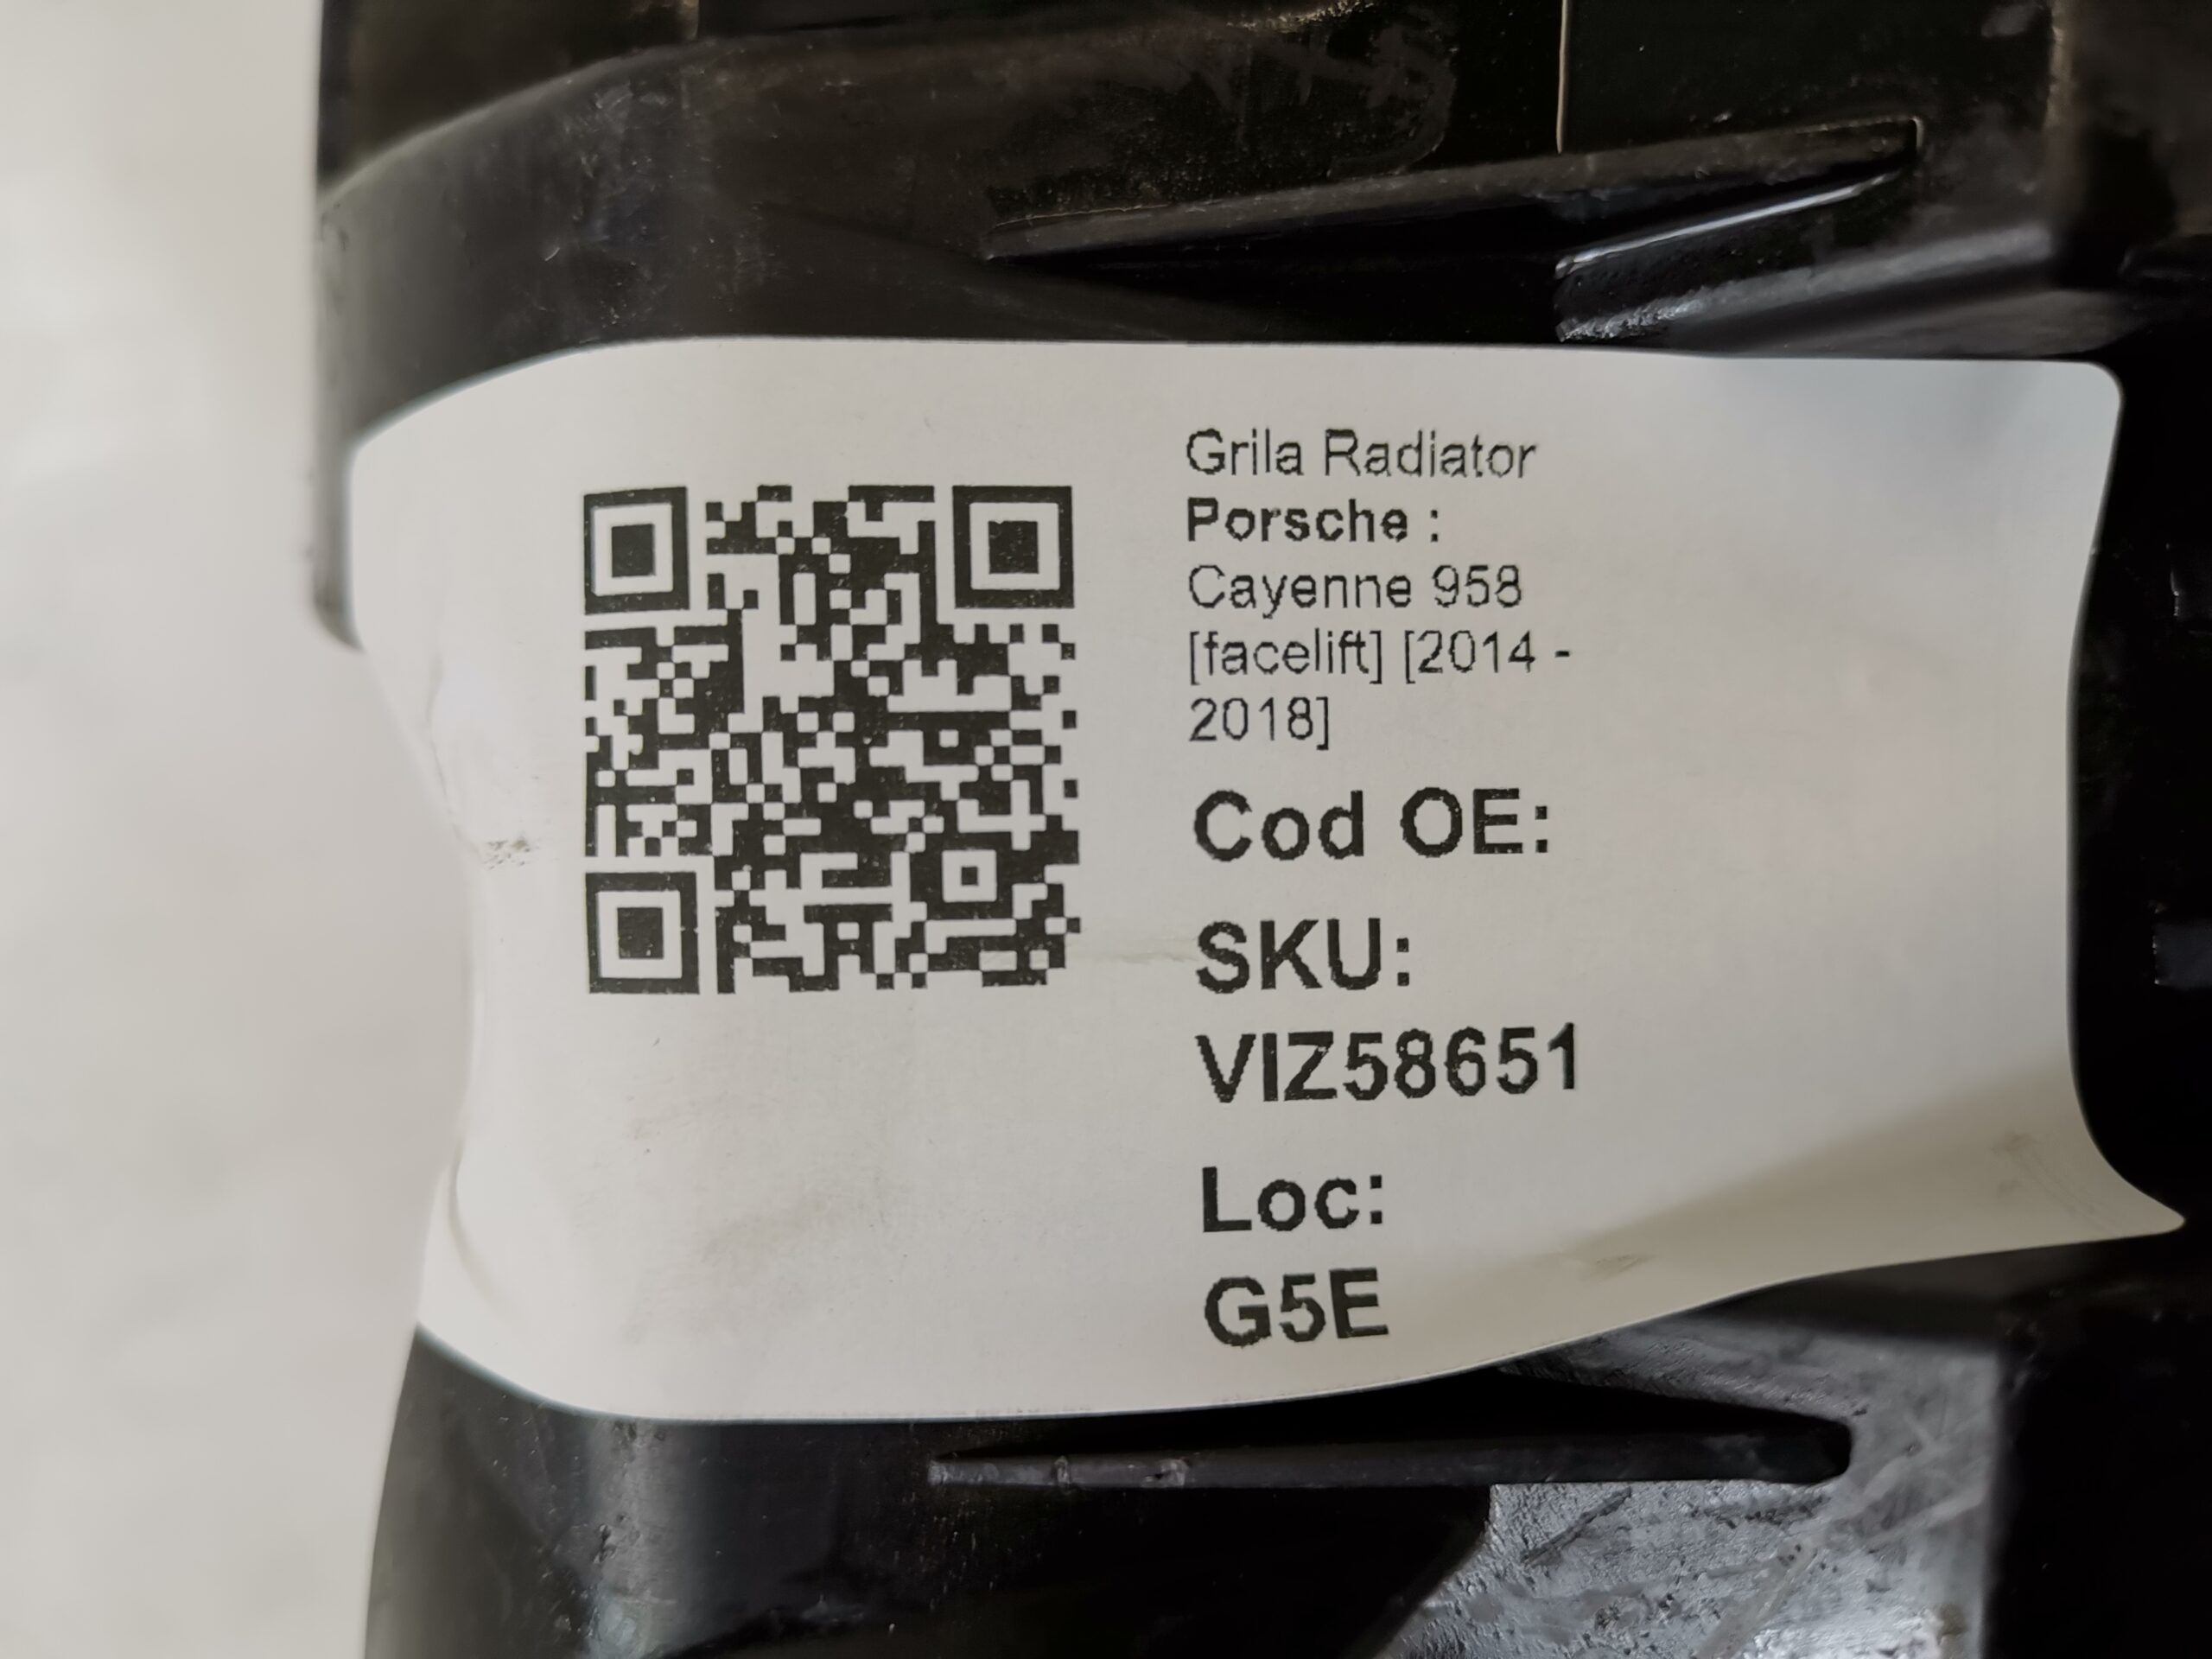 Grila Radiator
Porsche :
Cayenne 958
[facelift] [2014 -
2018]
Cod OE:
SKU:
VIZ58651
Loc:
G5E